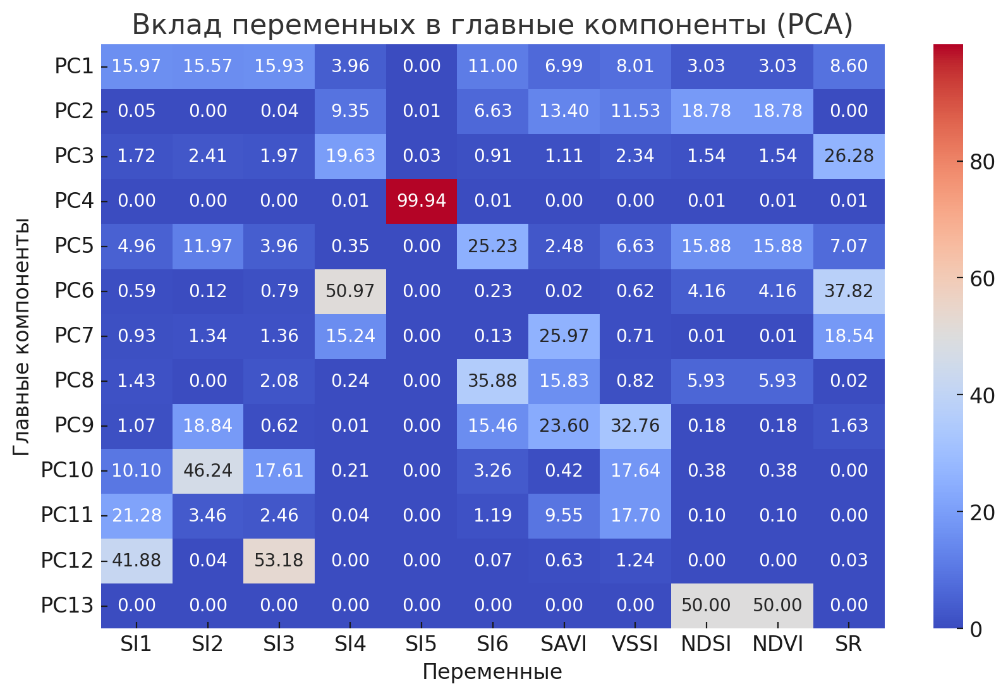 Вклад переменных в главные компоненты (PCA)
Главные компоненты
PC1 15.97 15.57 15.93 3.96 0.00 11.00 6.99 8.01 3.03 3.03 8.60
PC2 0.05 0.00 0.04 9.35 0.01 6.63 13.40 11.53 18.78 18.78 0.00
PC3 1.72 2.41 1.97 19.63 0.03 0.91 1.11 2.34 1.54 1.54 26.28
PC4 0.00 0.00 0.00 0.01 99.94 0.01 0.00 0.00 0.01 0.01 0.01
PC5 4.96 11.97 3.96 0.35 0.00 25.23 2.48 6.63 15.88 15.88 7.07
PC6 0.59 0.12 0.79 50.97 0.00 0.23 0.02 0.62 4.16 4.16 37.82
PC7 0.93 1.34 1.36 15.24 0.00 0.13 25.97 0.71 0.01 0.01 18.54
PC8 1.43 0.00 2.08 0.24 0.00 35.88 15.83 0.82 5.93 5.93 0.02
PC9 1.07 18.84 0.62 0.01 0.00 15.46 23.60 32.76 0.18 0.18 1.63
PC10 10.10 46.24 17.61 0.21 0.00 3.26 0.42 17.64 0.38 0.38 0.00
PC11 21.28 3.46 2.46 0.04 0.00 1.19 9.55 17.70 0.10 0.10 0.00
PC12 41.88 0.04 53.18 0.00 0.00 0.07 0.63 1.24 0.00 0.00 0.03
PC13 0.00 0.00 0.00 0.00 0.00 0.00 0.00 0.00 50.00 50.00 0.00
SI1 SI2 SI3 SI4 SI5 SI6 SAVI VSSI NDSI NDVI SR
Переменные
80
60
40
20
0